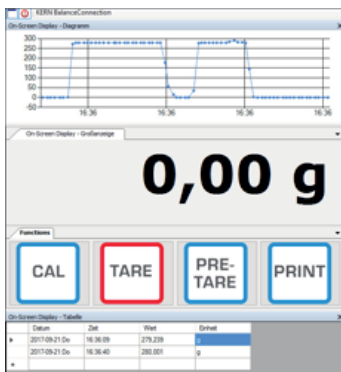 KERN BalanceConnection
On-Screen Display - Diagramm
300
250
200
150
100
50
0
-50
16:36 16:36 16:36 16:36
On-Screen Display - Großanzeige
0,00 g
Functions
CAL TARE PRE-TARE PRINT
On-Screen Display - Tabelle
Datum Zeit Wert Einheit
2017-09-21:Do 16:36:09 279,239 g
2017-09-21:Do 16:36:40 280,001 g